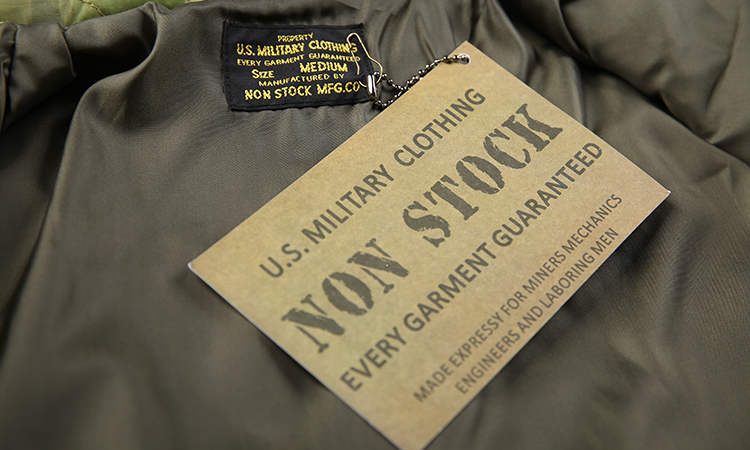 PROPERTY
U.S. MILITARY CLOTHING
EVERY GARMENT GUARANTEED
SIZE MEDIUM
MANUFACTURED BY
NON STOCK MFG.CO
U.S. MILITARY CLOTHING
NON STOCK
EVERY GARMENT GUARANTEED
MADE EXPRESSY FOR MINERS MECHANICS
ENGINEERS AND LABORING MEN